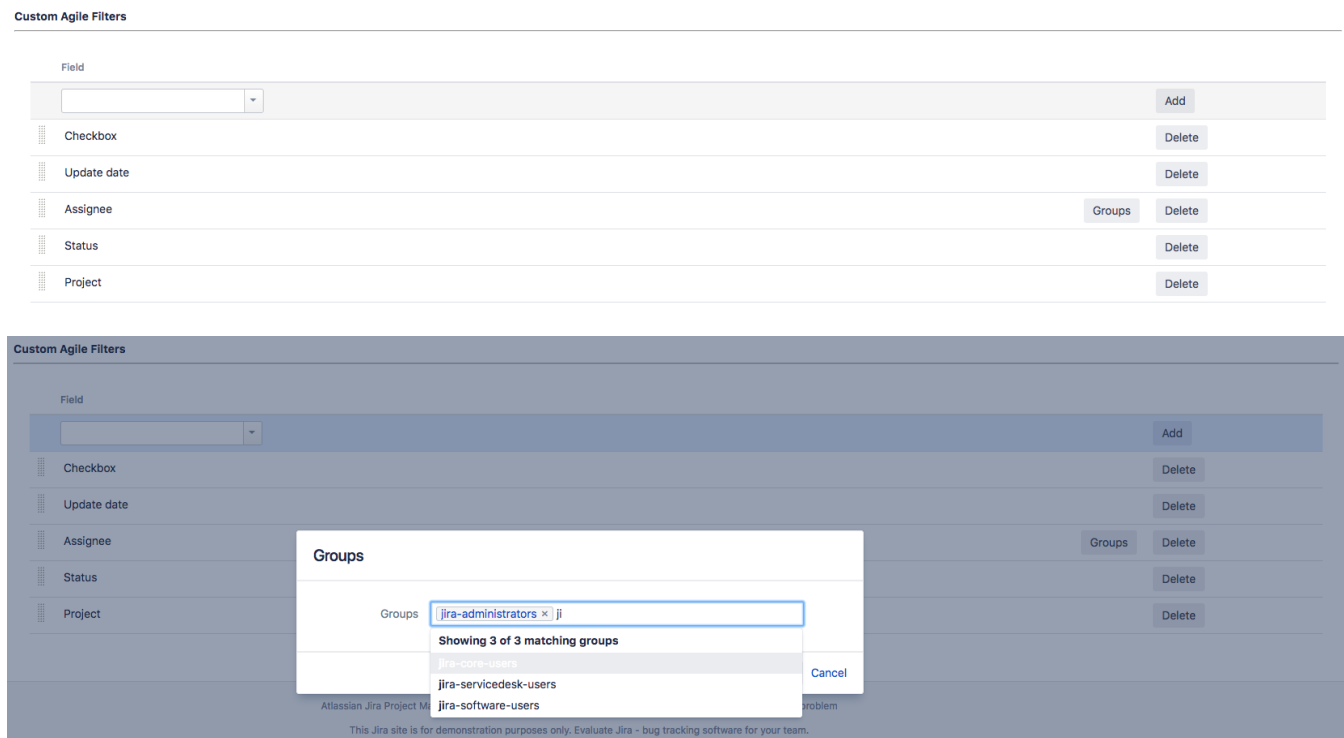 Custom Agile Filters
Field
Add
Checkbox Delete
Update date Delete
Assignee Groups Delete
Status Delete
Project Delete
Custom Agile Filters
Field
Add
Checkbox Delete
Update date Delete
Assignee Groups Delete
Status Delete
Project Delete
Groups
Groups jira-administrators × ji
Showing 3 of 3 matching groups
jira-core-users
jira-servicedesk-users
jira-software-users
Cancel
Atlassian Jira Project problem
This Jira site is for demonstration purposes only. Evaluate Jira - bug tracking software for your team.